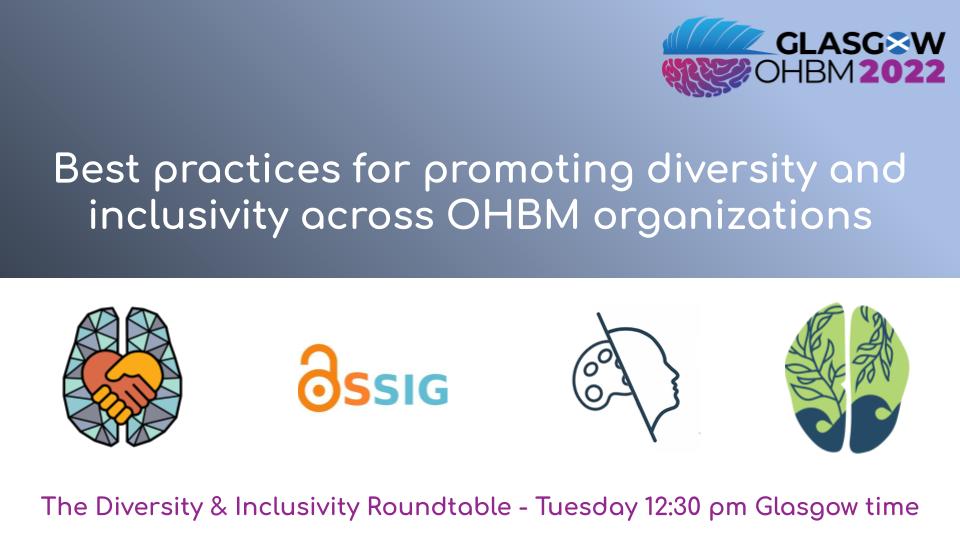 GLASGOW
OHBM 2022
Best practices for promoting diversity and
inclusivity across OHBM organizations
OSSIG
The Diversity & Inclusivity Roundtable - Tuesday 12:30 pm Glasgow time